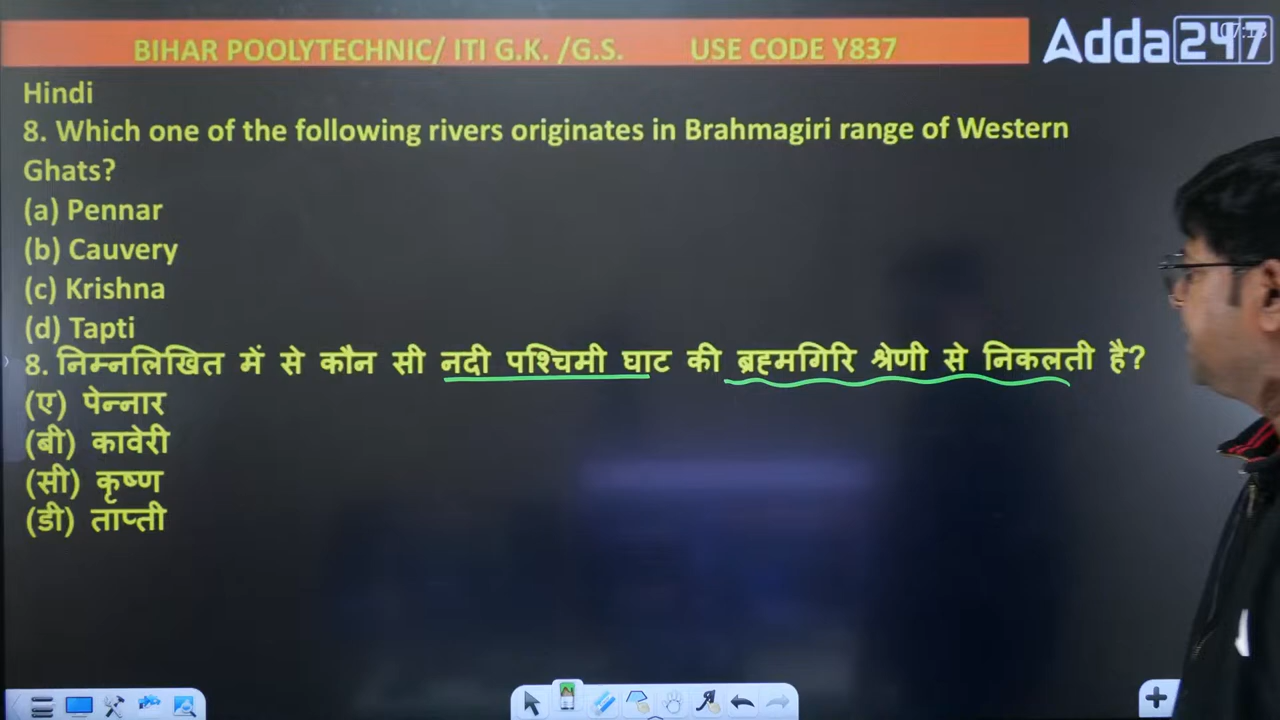 BIHAR POOLYTECHNIC/ ITI G.K. /G.S. USE CODE Y837
Adda247
Hindi
8. Which one of the following rivers originates in Brahmagiri range of Western
Ghats?
(a) Pennar
(b) Cauvery
(c) Krishna
(d) Tapti
8. निम्नलिखित में से कौन सी नदी पश्चिमी घाट की ब्रह्मगिरि श्रेणी से निकलती है?
(ए) पेन्नार
(बी) कावेरी
(सी) कृष्ण
(डी) ताप्ती